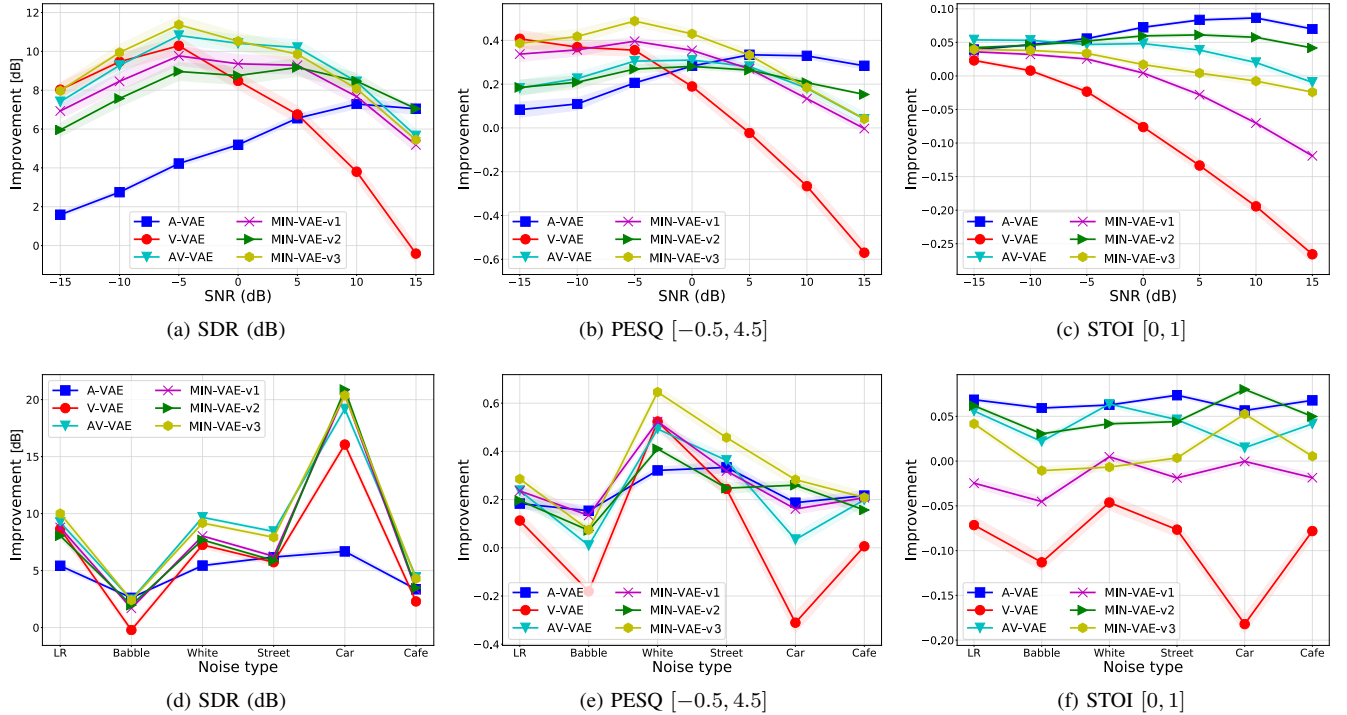 Improvement [dB]
12
10
8
6
4
2
0
−15
−10
−5
0
5
10
15
SNR (dB)
A-VAE
V-VAE
AV-VAE
MIN-VAE-v1
MIN-VAE-v2
MIN-VAE-v3
(a) SDR (dB)
Improvement
0.4
0.2
0.0
−0.2
−0.4
−0.6
−15
−10
−5
0
5
10
15
SNR (dB)
A-VAE
V-VAE
AV-VAE
MIN-VAE-v1
MIN-VAE-v2
MIN-VAE-v3
(b) PESQ [−0.5, 4.5]
Improvement
0.10
0.05
0.00
−0.05
−0.10
−0.15
−0.20
−0.25
−15
−10
−5
0
5
10
15
SNR (dB)
A-VAE
V-VAE
AV-VAE
MIN-VAE-v1
MIN-VAE-v2
MIN-VAE-v3
(c) STOI [0, 1]
Improvement [dB]
20
15
10
5
0
A-VAE
V-VAE
AV-VAE
MIN-VAE-v1
MIN-VAE-v2
MIN-VAE-v3
LR
Babble
White
Street
Car
Cafe
Noise type
(d) SDR (dB)
Improvement
0.6
0.4
0.2
0.0
−0.2
−0.4
A-VAE
V-VAE
AV-VAE
MIN-VAE-v1
MIN-VAE-v2
MIN-VAE-v3
LR
Babble
White
Street
Car
Cafe
Noise type
(e) PESQ [−0.5, 4.5]
Improvement
0.05
0.00
−0.05
−0.10
−0.15
−0.20
A-VAE
V-VAE
AV-VAE
MIN-VAE-v1
MIN-VAE-v2
MIN-VAE-v3
LR
Babble
White
Street
Car
Cafe
Noise type
(f) STOI [0, 1]